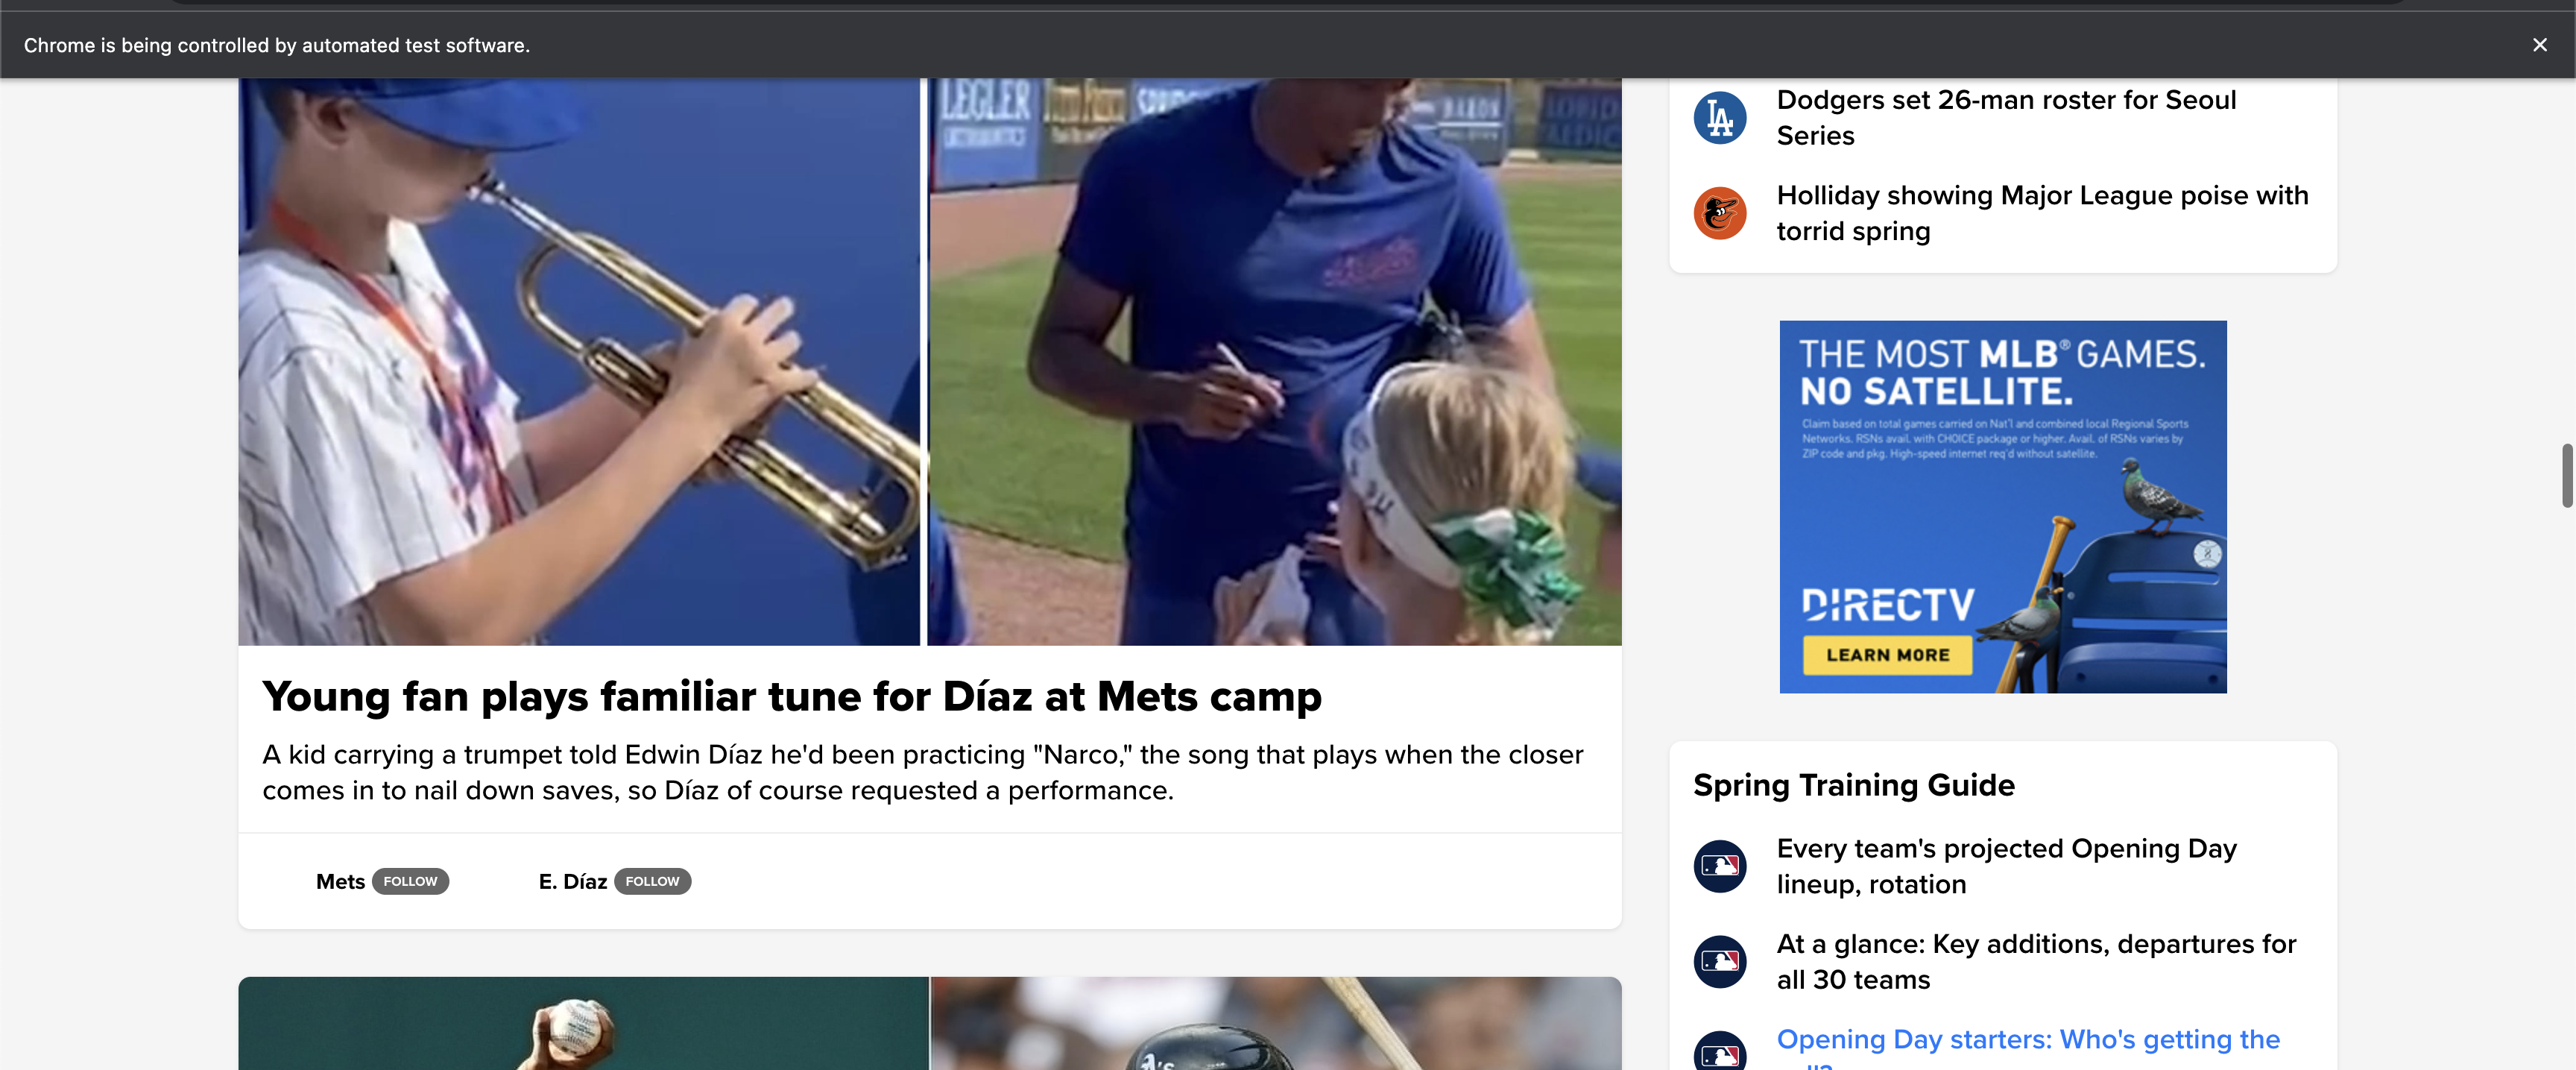 Chrome is being controlled by automated test software.
LEGLER
Young fan plays familiar tune for Díaz at Mets camp
A kid carrying a trumpet told Edwin Díaz he'd been practicing "Narco," the song that plays when the closer
comes in to nail down saves, so Díaz of course requested a performance.
Mets FOLLOW
E. Díaz FOLLOW
A's
LA
Dodgers set 26-man roster for Seoul
Series
Holliday showing Major League poise with
torrid spring
THE MOST MLB® GAMES.
NO SATELLITE.
Claim based on total games carried on Nat'l and combined local Regional Sports
Networks. RSNs avail. with CHOICE package or higher. Avail. of RSNs varies by
ZIP code and pkg. High-speed internet req'd without satellite.
DIRECTV
LEARN MORE
Spring Training Guide
Every team's projected Opening Day
lineup, rotation
At a glance: Key additions, departures for
all 30 teams
Opening Day starters: Who's getting the